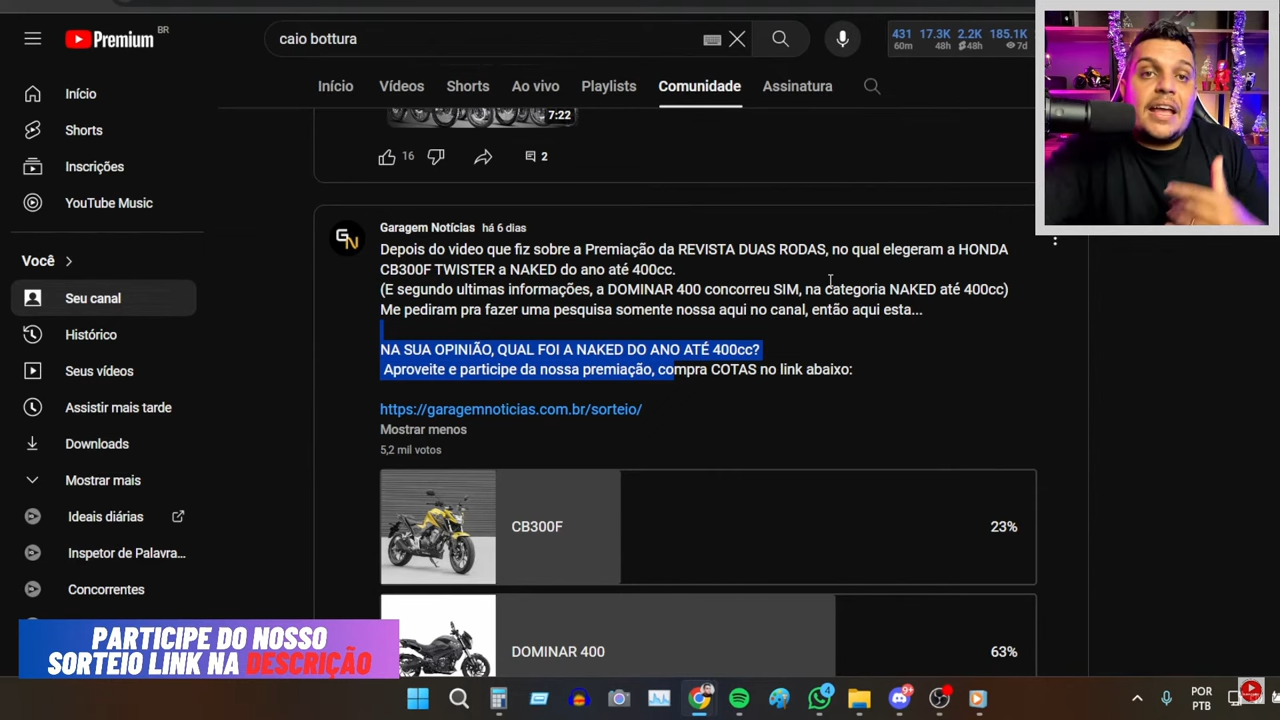 Premium BR
caio bottura
431 17.3K 2.2K 185.1K
60m 48h 48h 7d
Início
Vídeos
Shorts
Ao vivo
Playlists
Comunidade
Assinatura
Início
Shorts
Inscrições
YouTube Music
Você
Seu canal
Histórico
Seus vídeos
Assistir mais tarde
Downloads
Mostrar mais
Ideais diárias
Inspetor de Palavra...
Concorrentes
7:22
16
2
GN
Garagem Notícias há 6 dias
Depois do video que fiz sobre a Premiação da REVISTA DUAS RODAS, no qual elegeram a HONDA
CB300F TWISTER a NAKED do ano até 400cc.
(E segundo ultimas informações, a DOMINAR 400 concorreu SIM, na categoria NAKED até 400cc)
Me pediram pra fazer uma pesquisa somente nossa aqui no canal, então aqui esta...
NA SUA OPINIÃO, QUAL FOI A NAKED DO ANO ATÉ 400cc?
Aproveite e participe da nossa premiação, compra COTAS no link abaixo:
https://garagemnoticias.com.br/sorteio/
Mostrar menos
5,2 mil votos
CB300F
23%
DOMINAR 400
63%
PARTICIPE DO NOSSO
SORTEIO LINK NA DESCRIÇÃO
4
9+
POR
PTB